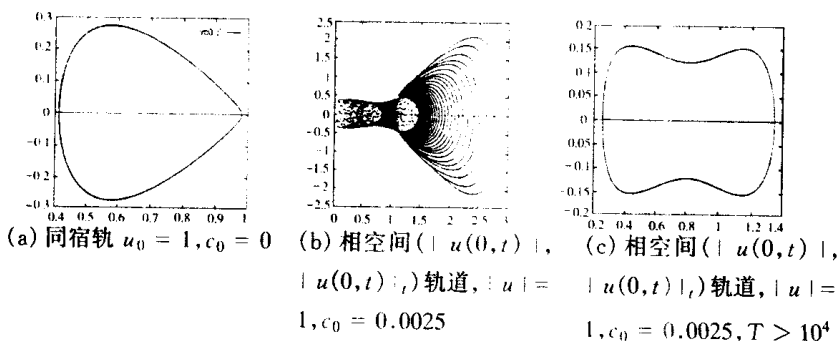 0.3
0.2
0.1
0
-0.1
-0.2
-0.3
0.4 0.5 0.6 0.7 0.8 0.9 1
2.5
2.0
1.5
1.0
0.5
0
-0.5
-1.0
-1.5
-2
-2.5
0 0.5 1 1.5 2 2.5 3
0.2
0.15
0.1
0.05
0
-0.05
-0.1
-0.15
-0.2
0.2 0.4 0.6 0.8 1 1.2 1.4
(a) 同宿轨 u₀ = 1, c₀ = 0
(b) 相空间(| u(0, t) |,
| u(0, t) |ₜ)轨道, | u | =
1, c₀ = 0.0025
(c) 相空间(| u(0, t) |,
| u(0, t) |ₜ)轨道, | u | =
1, c₀ = 0.0025, T > 10⁴